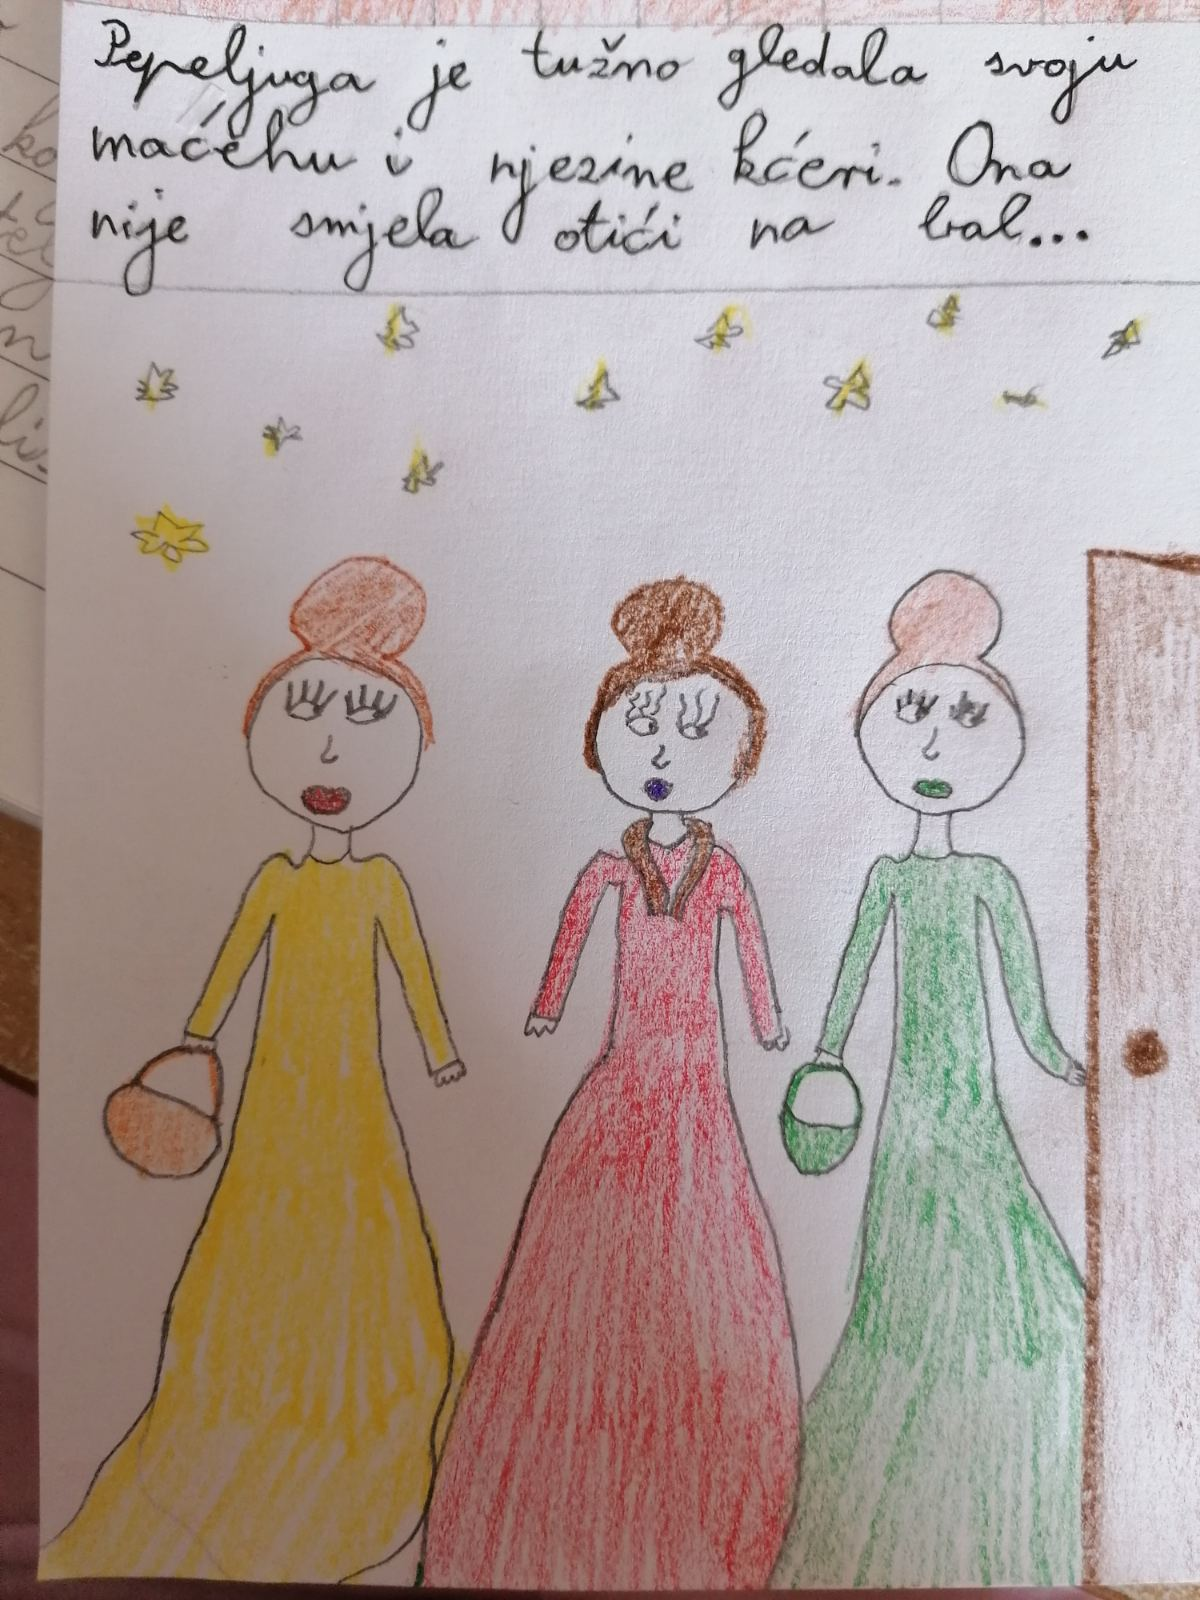 Pepeljuga je tužno gledala svoju
maćehu i njezine kćeri. Ona
nije smjela otići na bal...